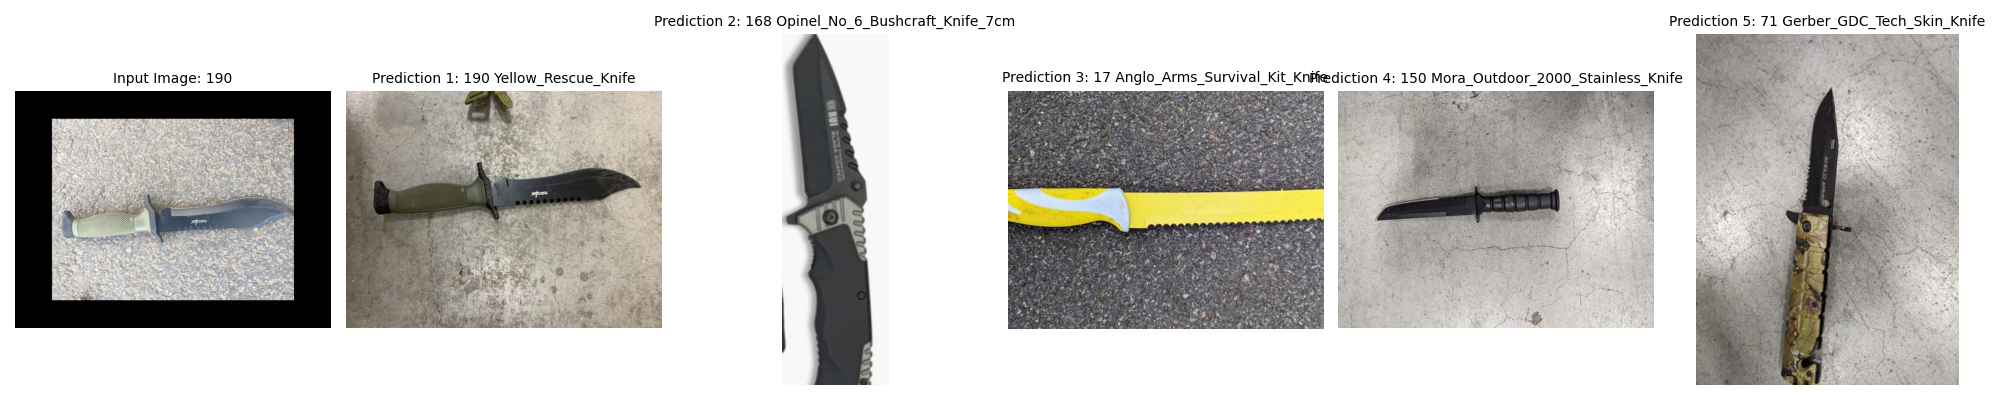 Prediction 2: 168 Opinel_No_6_Bushcraft_Knife_7cm
Prediction 5: 71 Gerber_GDC_Tech_Skin_Knife
Input Image: 190
Prediction 1: 190 Yellow_Rescue_Knife
Prediction 3: 17 Anglo_Arms_Survival_Kit_Knife
Prediction 4: 150 Mora_Outdoor_2000_Stainless_Knife
RUI